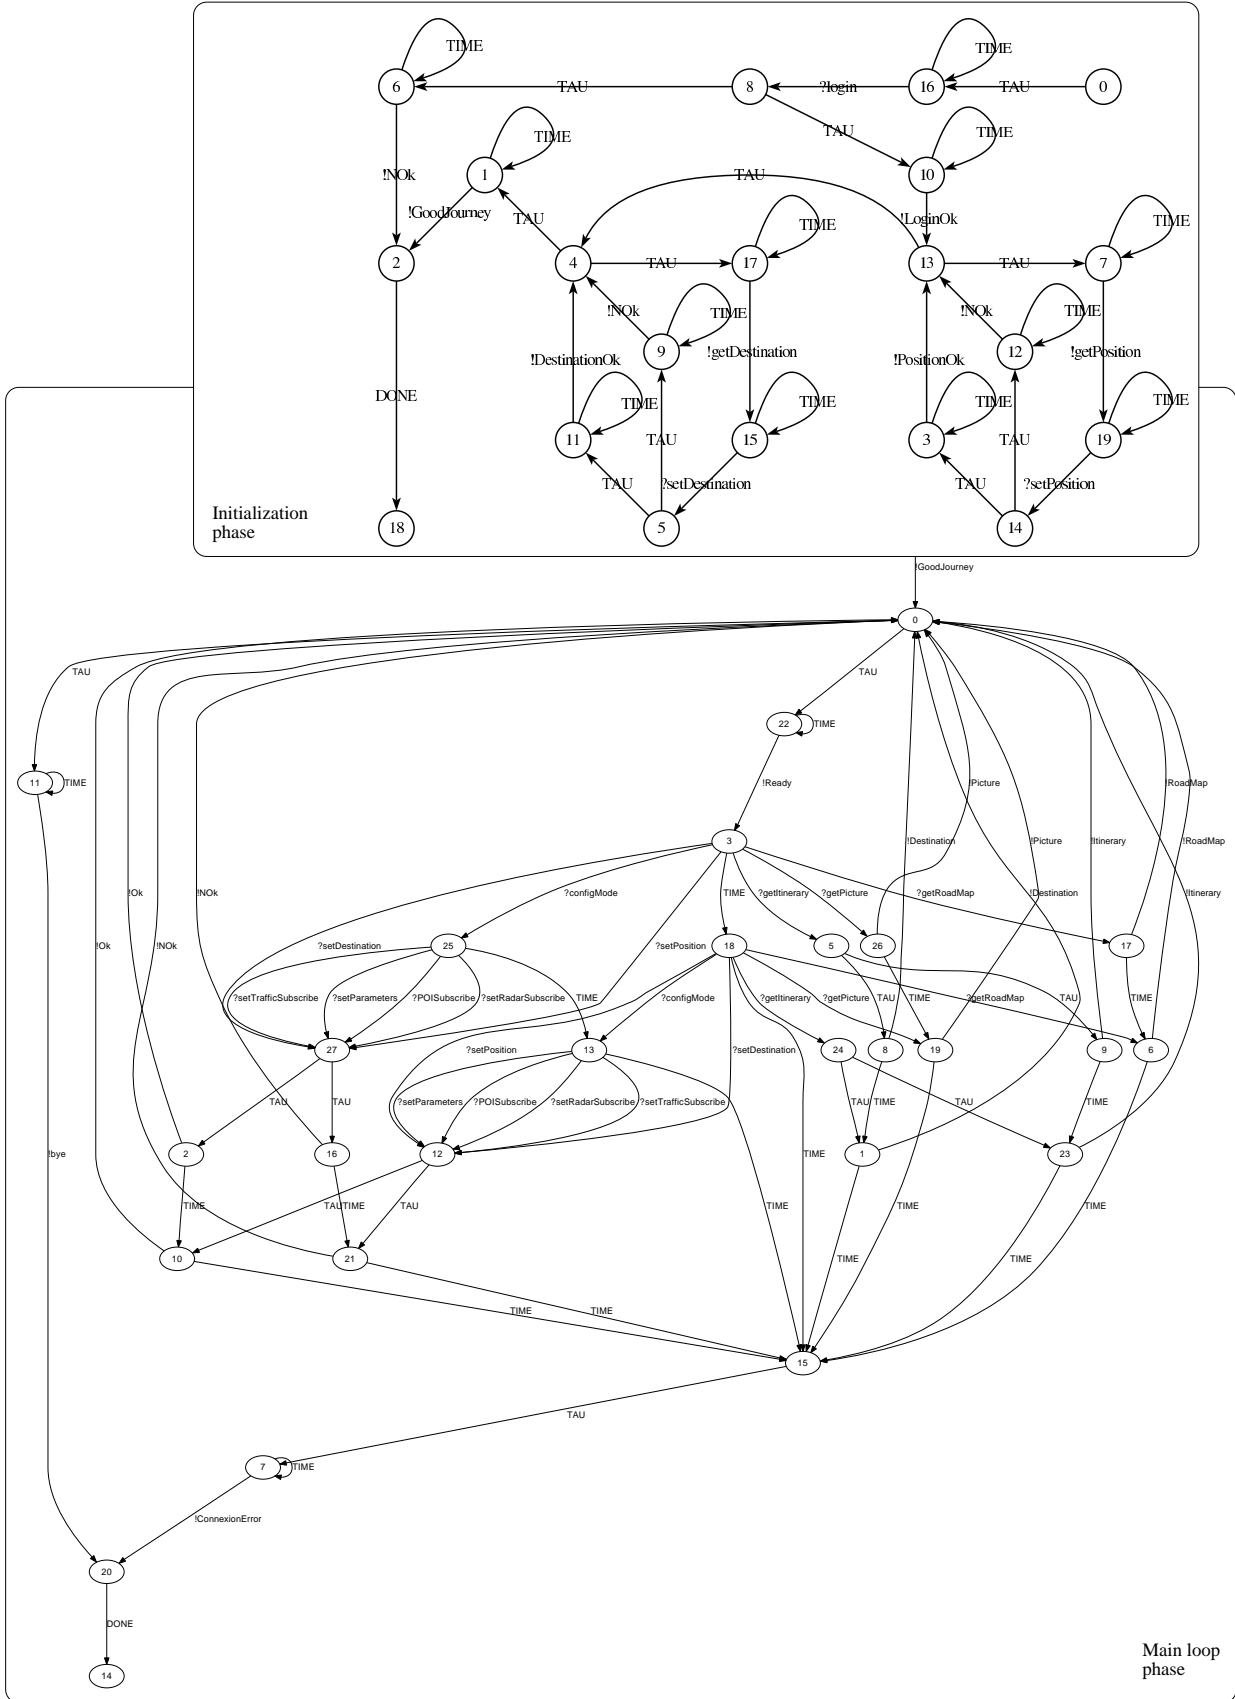 TIME
TIME
6
TAU
8
?login
16
TAU
0
TAU
TIME
TIME
!NOk
1
10
TAU
!GoodJourney
TAU
!LoginOk
TIME
TIME
2
4
TAU
17
13
TAU
7
!NOk
TIME
!NOk
TIME
9
!getDestination
12
!getPosition
!DestinationOk
!PositionOk
DONE
TIME
TIME
TIME
TIME
11
TAU
15
3
TAU
19
TAU
?setDestination
TAU
?setPosition
Initialization
phase
18
5
14
!GoodJourney
0
TAU
TAU
22
TIME
11
TIME
!Ready
!RoadMap
!Picture
3
!Destination
!Picture
!Itinerary
!RoadMap
!Ok
!NOk
?configMode
TIME
?getItinerary
?getPicture
?getRoadMap
!Destination
!Itinerary
!Ok
!NOk
?setDestination
25
?setPosition
18
5
26
17
?setTrafficSubscribe
?setParameters
?POISubscribe
?setRadarSubscribe
TIME
?configMode
?getItinerary
?getPicture
TAU
TIME
?getRoadMap
TAU
TIME
27
?setPosition
13
?setDestination
24
8
19
9
6
TAU
TAU
?setParameters
?POISubscribe
?setRadarSubscribe
?setTrafficSubscribe
TAU
TIME
TAU
TIME
!bye
2
16
12
TIME
1
23
TIME
TAU
TIME
TAU
TIME
TIME
TIME
10
21
TIME
TIME
TIME
TIME
15
TAU
7
TIME
!ConnexionError
20
DONE
14
Main loop
phase